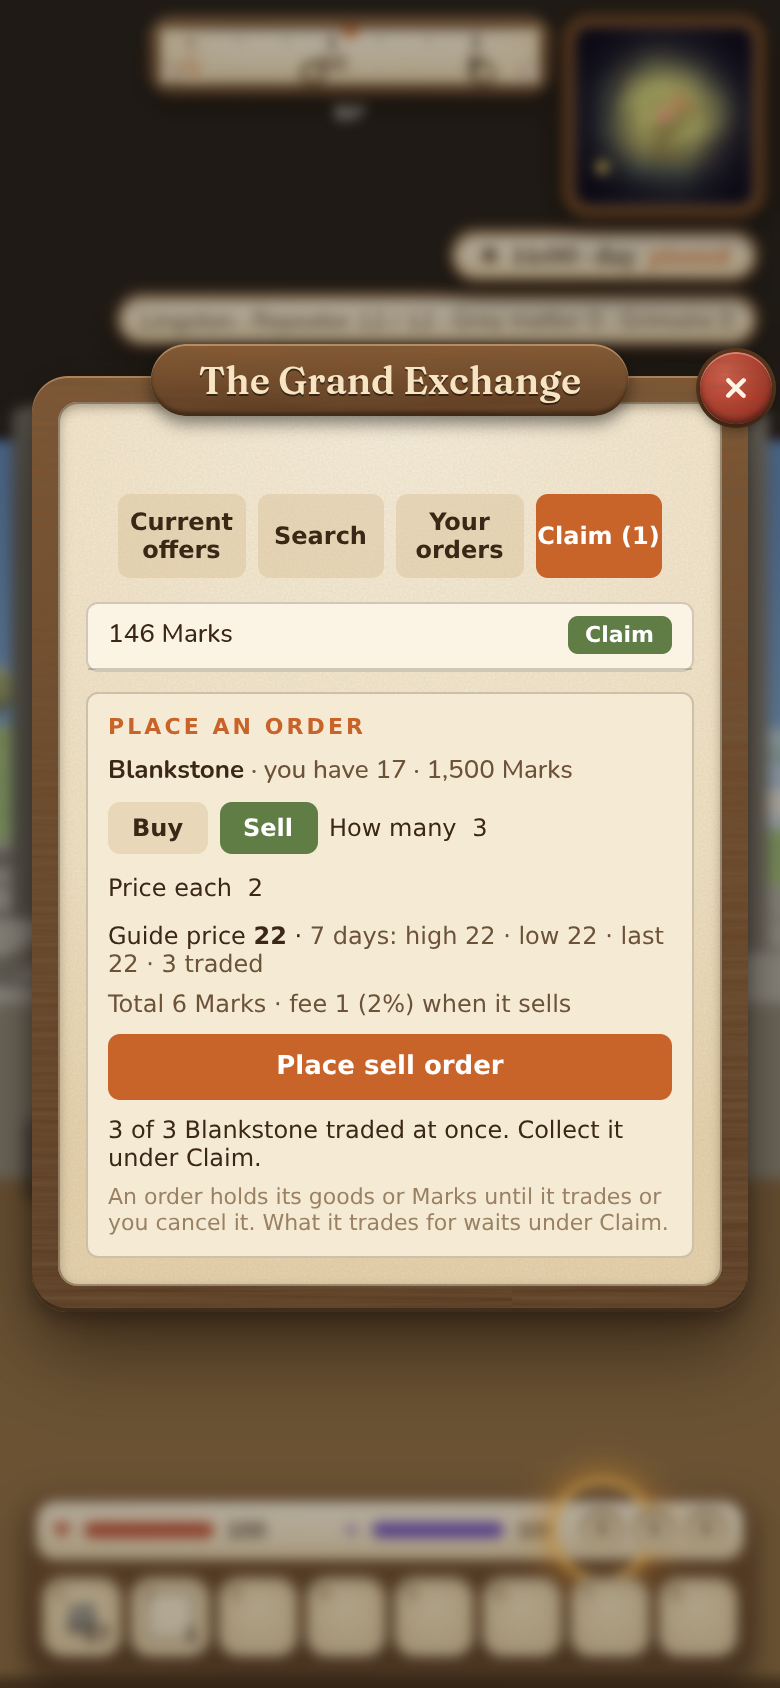 The Grand Exchange
Current offers
Search
Your orders
Claim (1)
146 Marks
Claim
PLACE AN ORDER
Blankstone · you have 17 · 1,500 Marks
Buy
Sell
How many 3
Price each 2
Guide price 22 · 7 days: high 22 · low 22 · last
22 · 3 traded
Total 6 Marks · fee 1 (2%) when it sells
Place sell order
3 of 3 Blankstone traded at once. Collect it
under Claim.
An order holds its goods or Marks until it trades or
you cancel it. What it trades for waits under Claim.